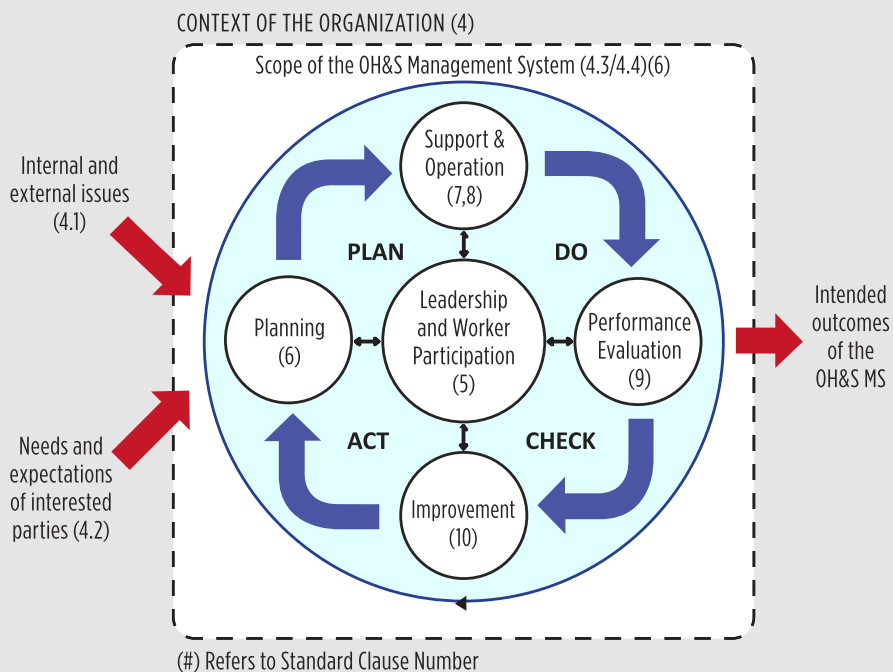 CONTEXT OF THE ORGANIZATION (4)
Scope of the OH&S Management System (4.3/4.4)(6)
Internal and
external issues
(4.1)
Needs and
expectations
of interested
parties (4.2)
Support &
Operation
(7,8)
PLAN
DO
Planning
(6)
Leadership
and Worker
Participation
(5)
Performance
Evaluation
(9)
ACT
CHECK
Improvement
(10)
Intended
outcomes
of the
OH&S MS
(#) Refers to Standard Clause Number